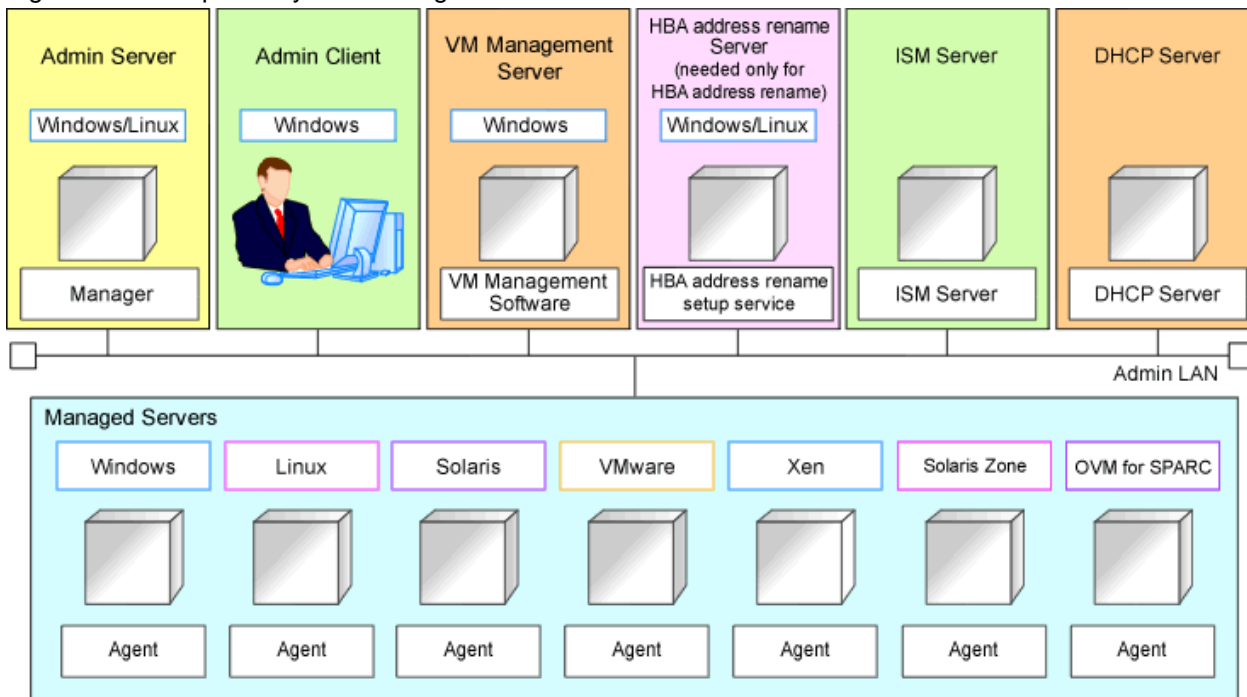 Admin Server
Windows/Linux
Manager
Admin Client
Windows
VM Management
Server
Windows
VM Management
Software
HBA address rename
Server
(needed only for
HBA address rename)
Windows/Linux
HBA address rename
setup service
ISM Server
ISM Server
DHCP Server
DHCP Server
Admin LAN
Managed Servers
Windows
Linux
Solaris
VMware
Xen
Solaris Zone
OVM for SPARC
Agent
Agent
Agent
Agent
Agent
Agent
Agent